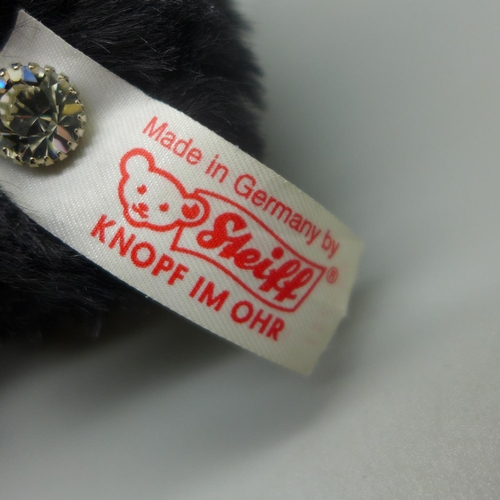 Made in Germany by
Steiff®
KNOPF IM OHR